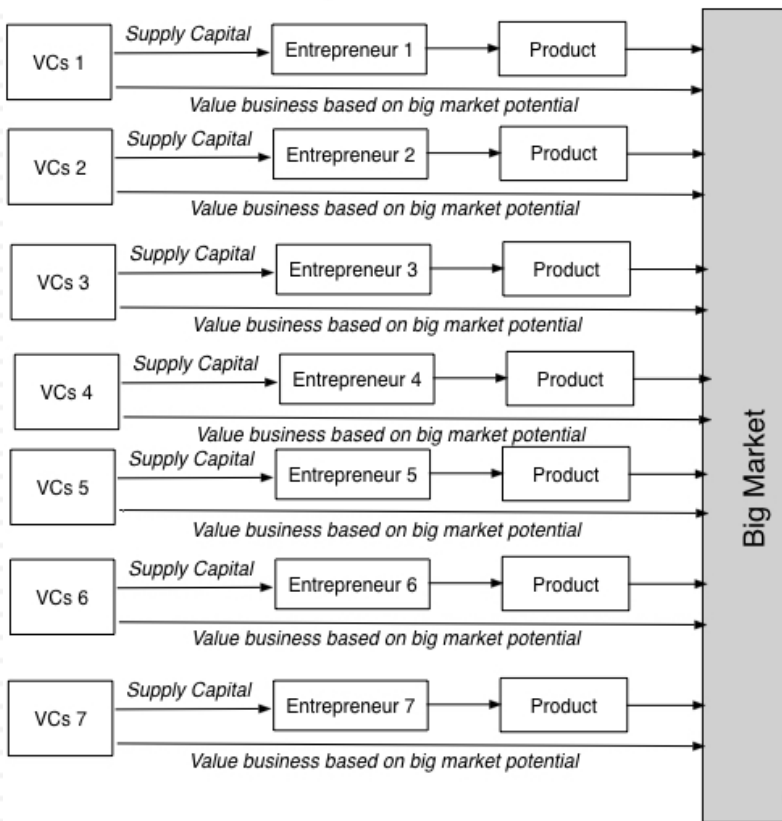 Supply Capital
VCs 1
Entrepreneur 1
Product
Value business based on big market potential
Supply Capital
VCs 2
Entrepreneur 2
Product
Value business based on big market potential
Supply Capital
VCs 3
Entrepreneur 3
Product
Value business based on big market potential
Supply Capital
VCs 4
Entrepreneur 4
Product
Value business based on big market potential
Supply Capital
VCs 5
Entrepreneur 5
Product
Value business based on big market potential
Supply Capital
VCs 6
Entrepreneur 6
Product
Value business based on big market potential
Supply Capital
VCs 7
Entrepreneur 7
Product
Value business based on big market potential
Big Market